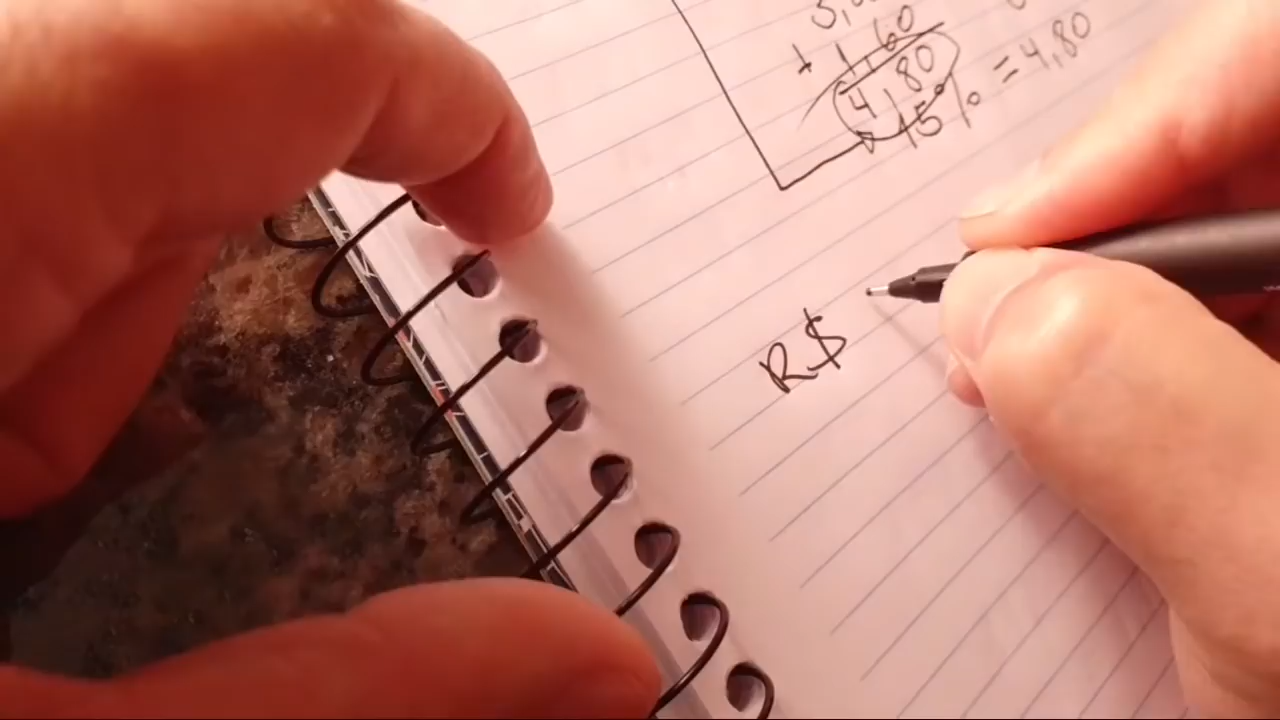 + 1,60
4,80
15% = 4,80
R$